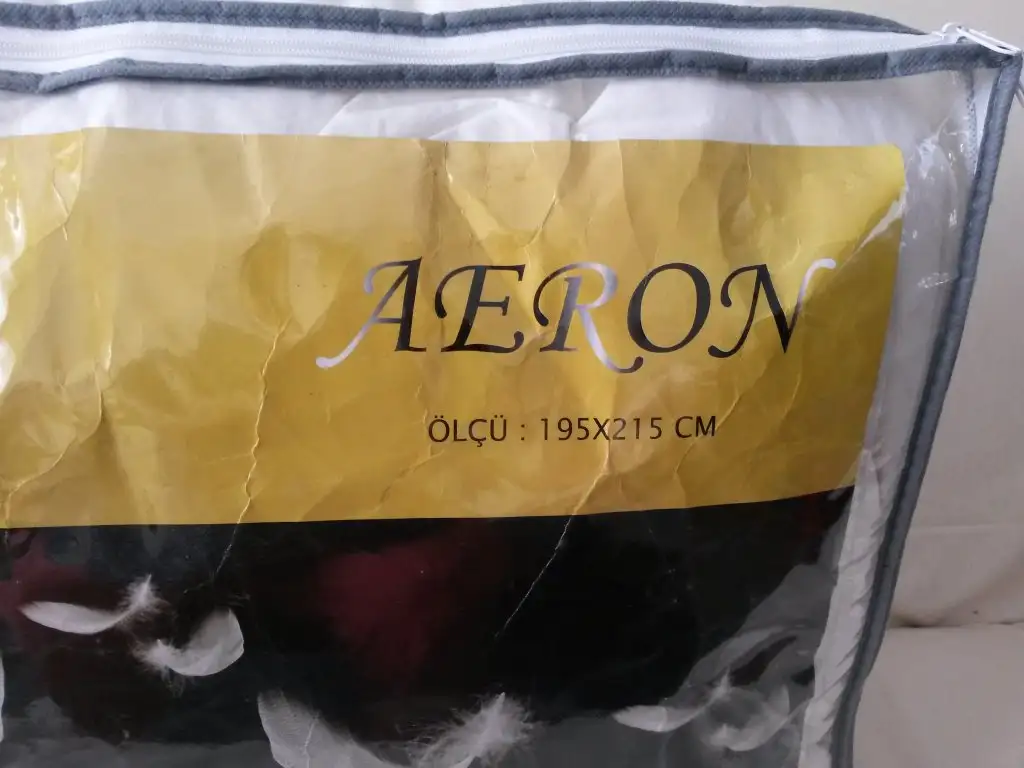 AERON
ÖLÇÜ : 195X215 CM